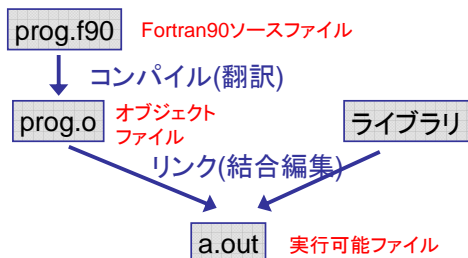 prog.f90 Fortran90ソースファイル
コンパイル(翻訳)
prog.o オブジェクト
ファイル
ライブラリ
リンク(結合編集)
a.out 実行可能ファイル